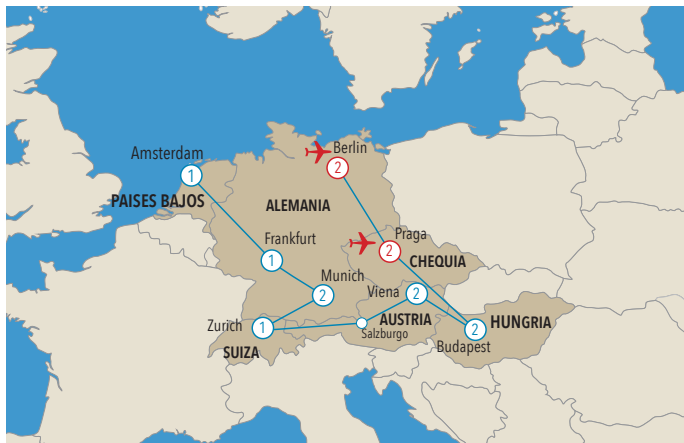 Amsterdam
1
PAISES BAJOS
Berlin
2
ALEMANIA
Frankfurt
1
Praga
2
CHEQUIA
Munich
2
Viena
2
Zurich
1
SUIZA
AUSTRIA
Salzburgo
HUNGRIA
2
Budapest